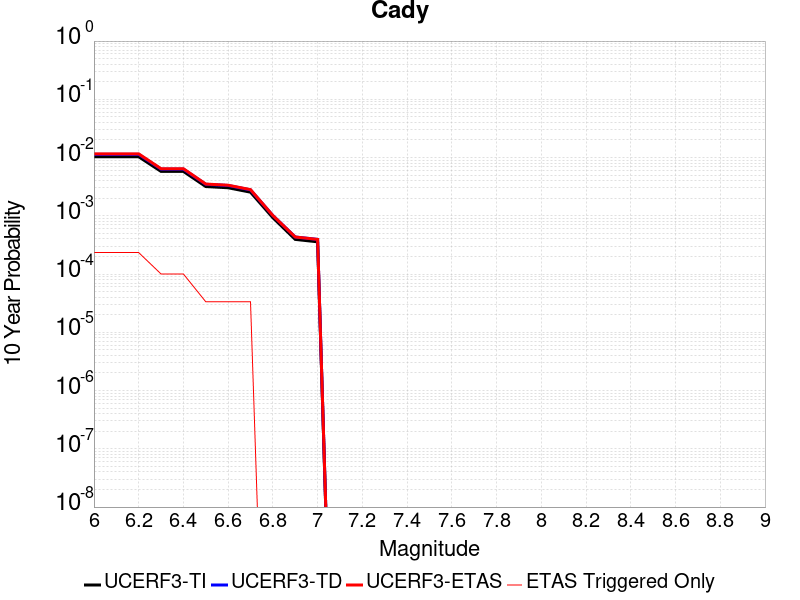 Cady
10 Year Probability
10^0
10^-1
10^-2
10^-3
10^-4
10^-5
10^-6
10^-7
10^-8
6 6.2 6.4 6.6 6.8 7 7.2 7.4 7.6 7.8 8 8.2 8.4 8.6 8.8 9
Magnitude
UCERF3-TI UCERF3-TD UCERF3-ETAS ETAS Triggered Only